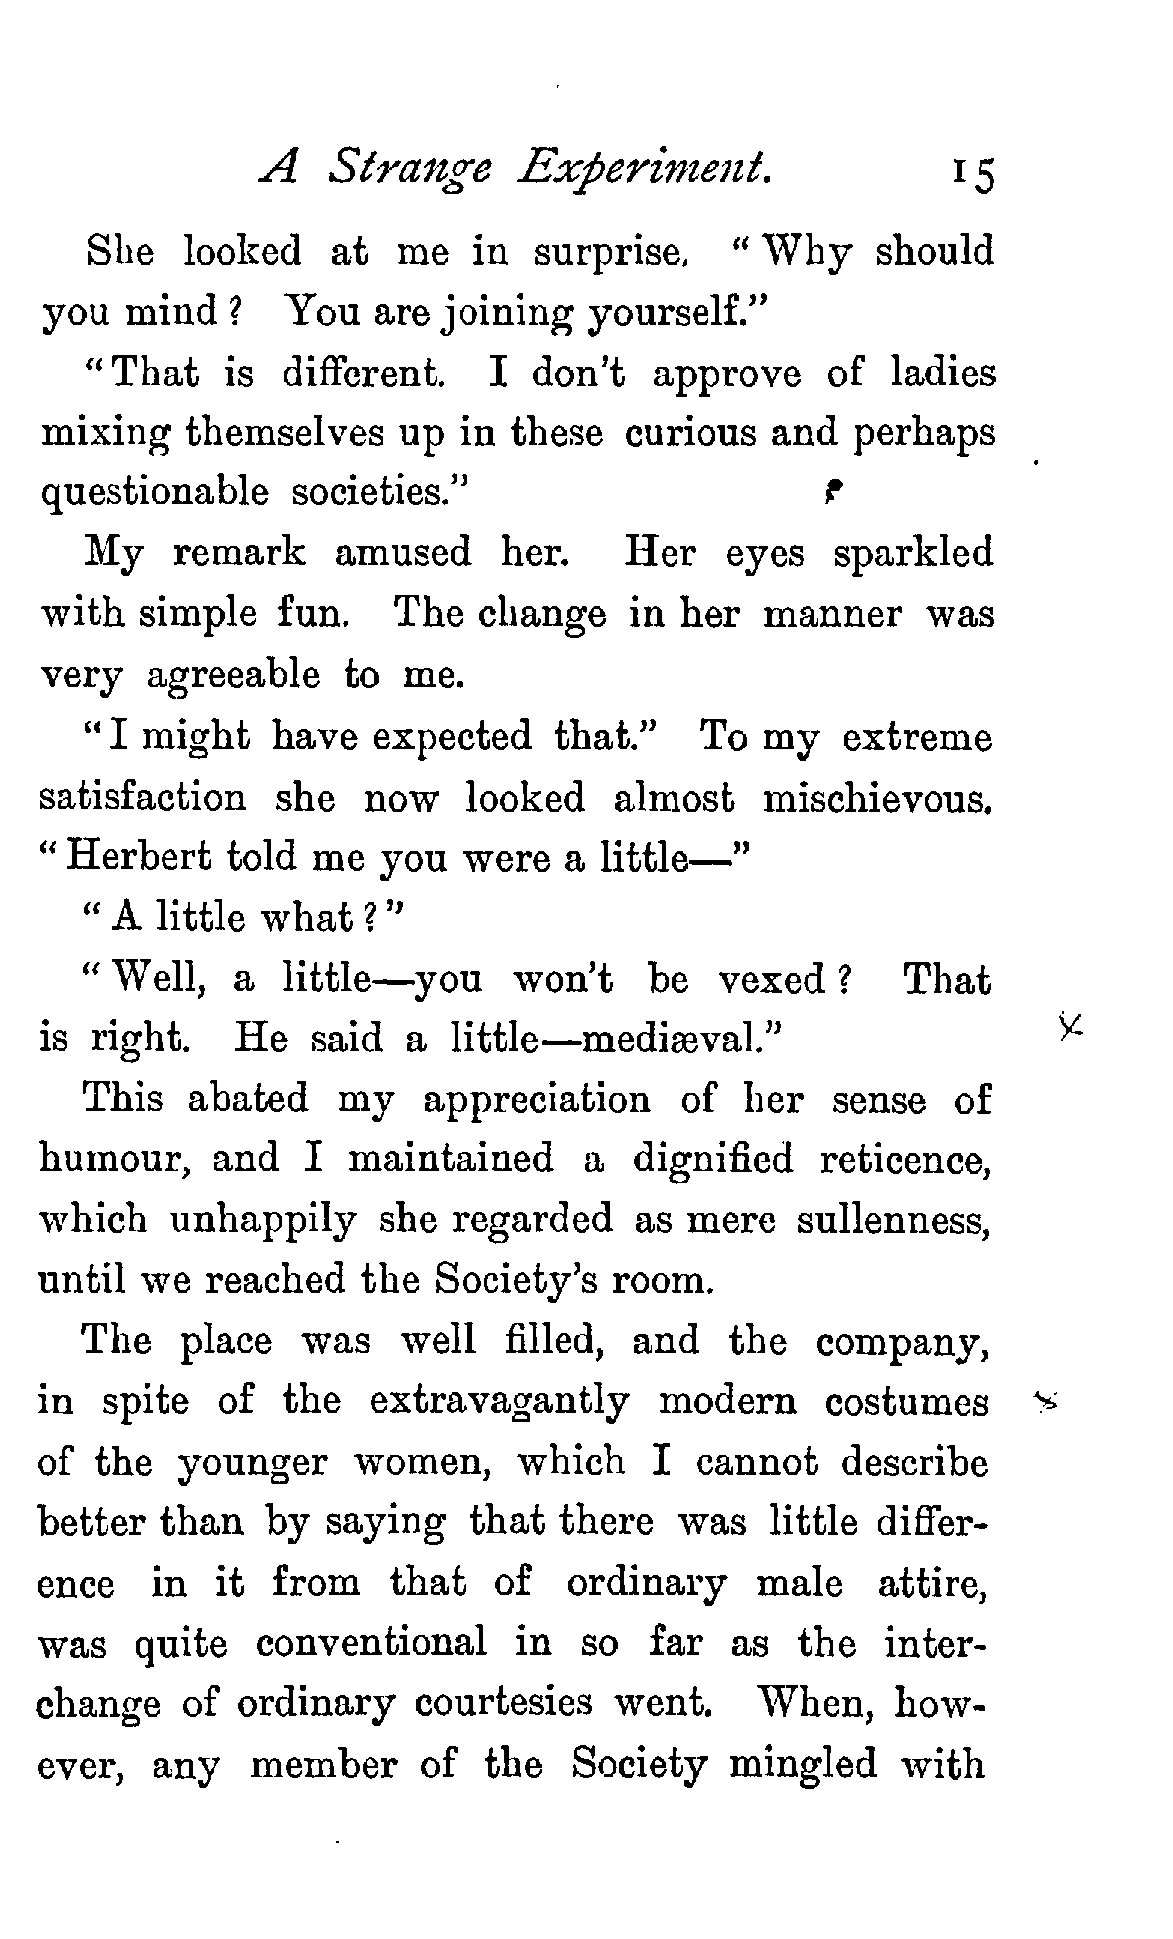 A Strange Experiment. 15
She looked at me in surprise. “Why should
you mind? You are joining yourself.”
“That is different. I don't approve of ladies
mixing themselves up in these curious and perhaps
questionable societies.”
My remark amused her. Her eyes sparkled
with simple fun. The change in her manner was
very agreeable to me.
“I might have expected that.” To my extreme
satisfaction she now looked almost mischievous.
“Herbert told me you were a little—”
“A little what?”
“Well, a little—you won't be vexed? That
is right. He said a little—mediæval.”
This abated my appreciation of her sense of
humour, and I maintained a dignified reticence,
which unhappily she regarded as mere sullenness,
until we reached the Society's room.
The place was well filled, and the company,
in spite of the extravagantly modern costumes
of the younger women, which I cannot describe
better than by saying that there was little differ-
ence in it from that of ordinary male attire,
was quite conventional in so far as the inter-
change of ordinary courtesies went. When, how-
ever, any member of the Society mingled with